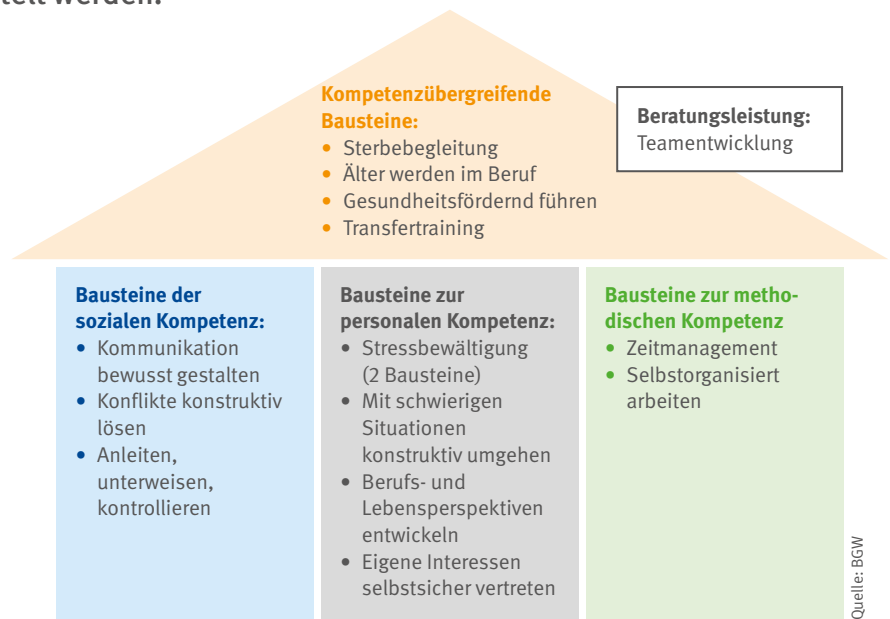 Kompetenzübergreifende
Bausteine:
• Sterbebegleitung
• Älter werden im Beruf
• Gesundheitsfördernd führen
• Transfertraining
Beratungsleistung:
Teamentwicklung
Bausteine der
sozialen Kompetenz:
• Kommunikation
bewusst gestalten
• Konflikte konstruktiv
lösen
• Anleiten,
unterweisen,
kontrollieren
Bausteine zur
personalen Kompetenz:
• Stressbewältigung
(2 Bausteine)
• Mit schwierigen
Situationen
konstruktiv umgehen
• Berufs- und
Lebensperspektiven
entwickeln
• Eigene Interessen
selbstsicher vertreten
Bausteine zur metho-
dischen Kompetenz
• Zeitmanagement
• Selbstorganisiert
arbeiten
Quelle: BGW